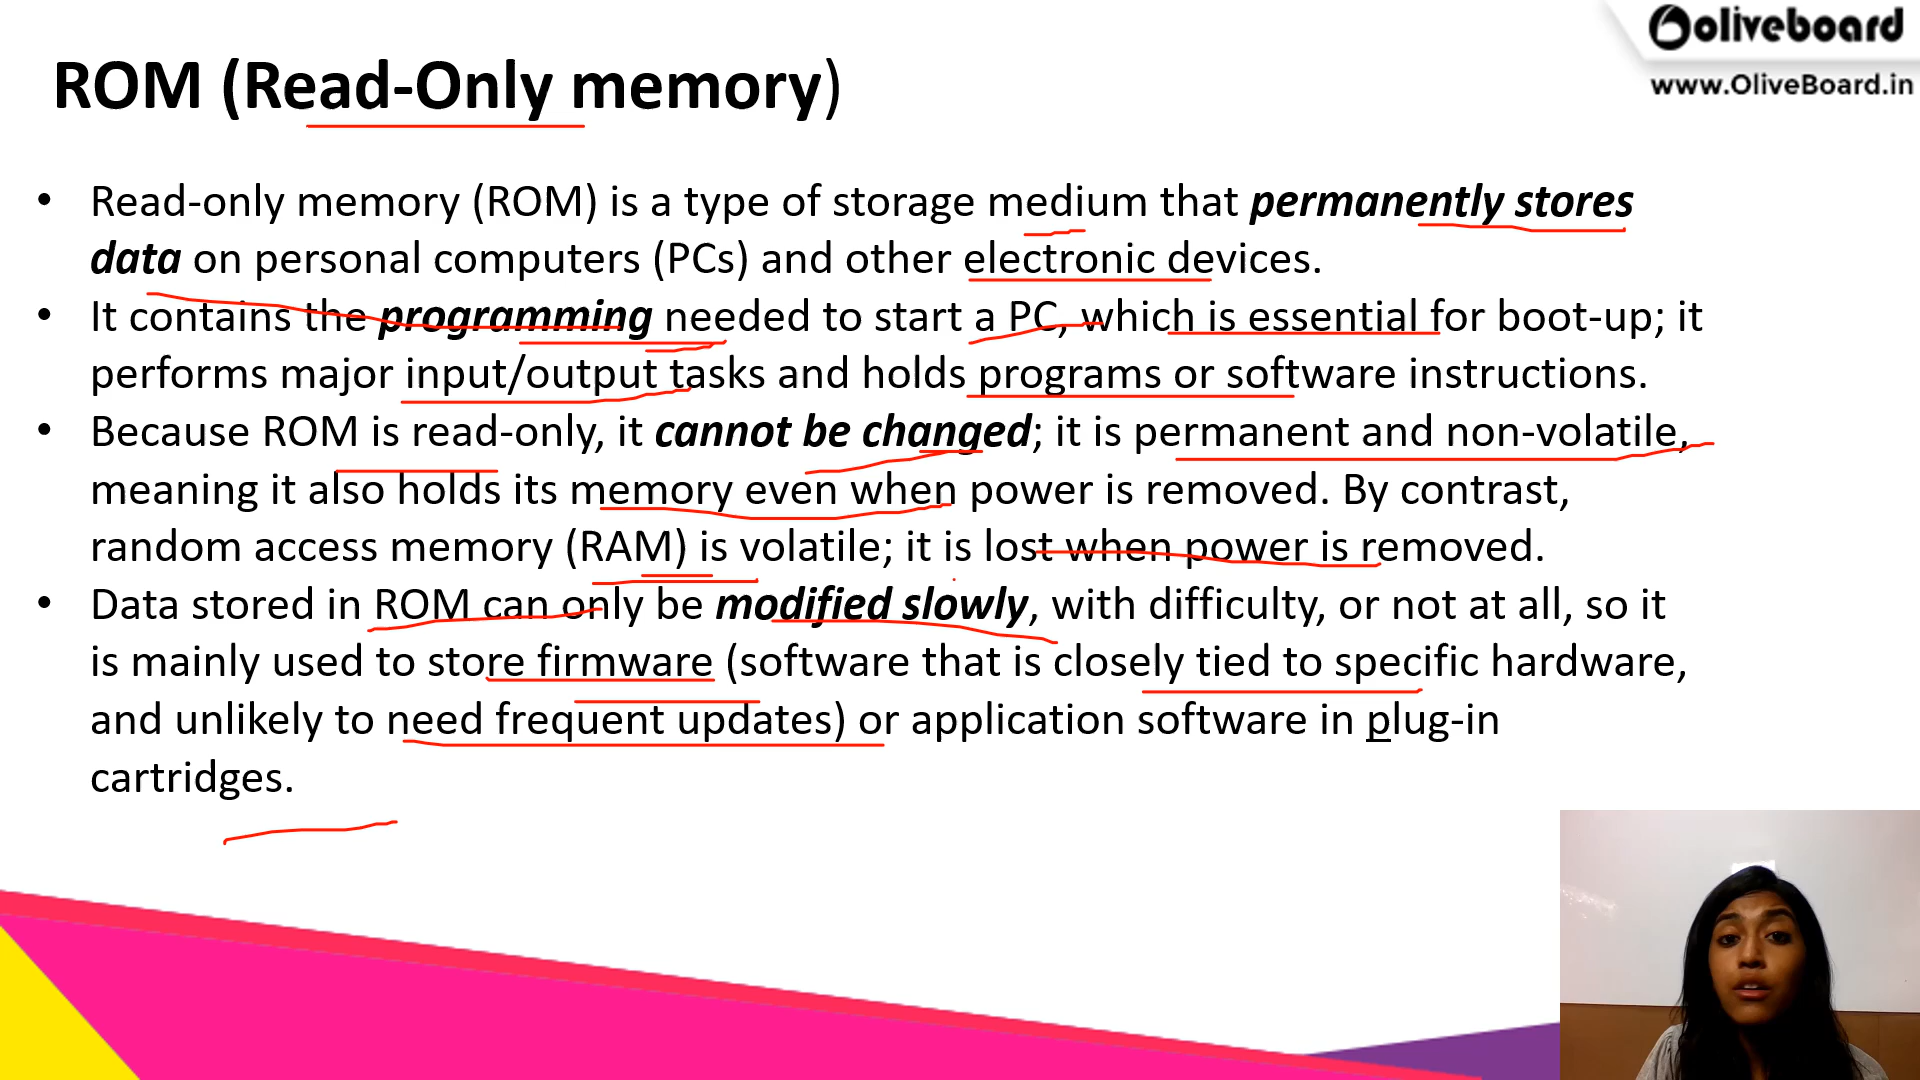 oliveboard
www.OliveBoard.in
ROM (Read-Only memory)
• Read-only memory (ROM) is a type of storage medium that permanently stores
data on personal computers (PCs) and other electronic devices.
• It contains the programming needed to start a PC, which is essential for boot-up; it
performs major input/output tasks and holds programs or software instructions.
• Because ROM is read-only, it cannot be changed; it is permanent and non-volatile,
meaning it also holds its memory even when power is removed. By contrast,
random access memory (RAM) is volatile; it is lost when power is removed.
• Data stored in ROM can only be modified slowly, with difficulty, or not at all, so it
is mainly used to store firmware (software that is closely tied to specific hardware,
and unlikely to need frequent updates) or application software in plug-in
cartridges.